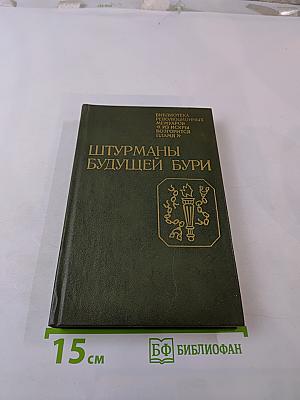 БИБЛИОТЕКА
РЕВОЛЮЦИОННЫХ
МЕМУАРОВ
«ИЗ ИСКРЫ
ВОЗГОРИТСЯ
ПЛАМЯ»
ШТУРМАНЫ
БУДУЩЕЙ БУРИ
15 см
БФ БИБЛИОФАН